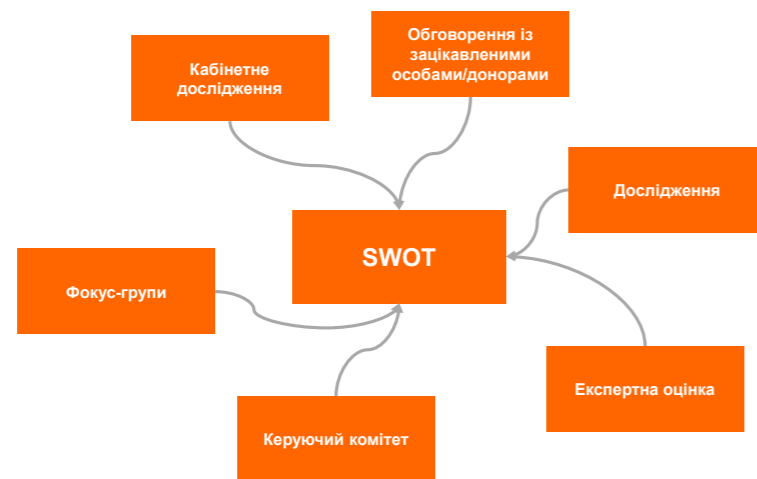 Кабінетне
дослідження
Обговорення із
зацікавленими
особами/донорами
Дослідження
SWOT
Фокус-групи
Експертна оцінка
Керуючий комітет